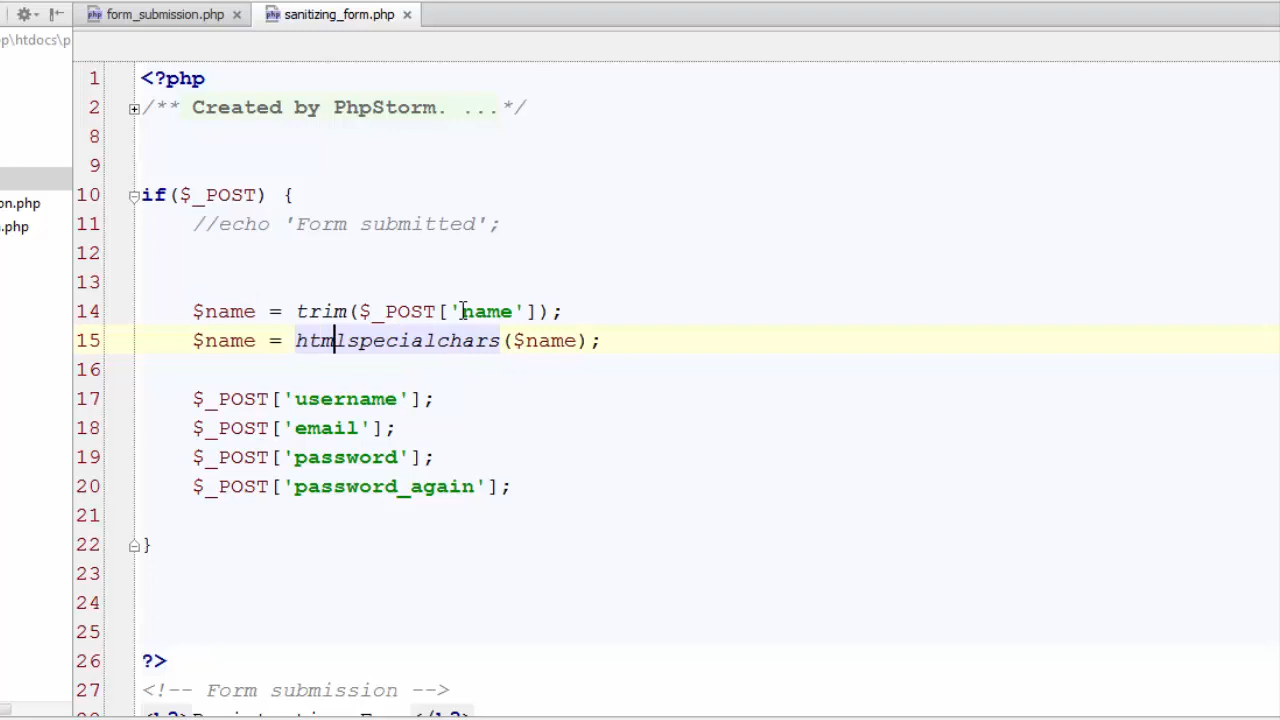 form_submission.php × sanitizing_form.php ×
p\htdocs\p
1 <?php
2 /** Created by PhpStorm. ...*/
8
9
10 if($_POST) {
on.php
11 //echo 'Form submitted';
.php
12
13
14 $name = trim($_POST['name']);
15 $name = htmlspecialchars($name);
16
17 $_POST['username'];
18 $_POST['email'];
19 $_POST['password'];
20 $_POST['password_again'];
21
22 }
23
24
25
26 ?>
27 <!-- Form submission -->